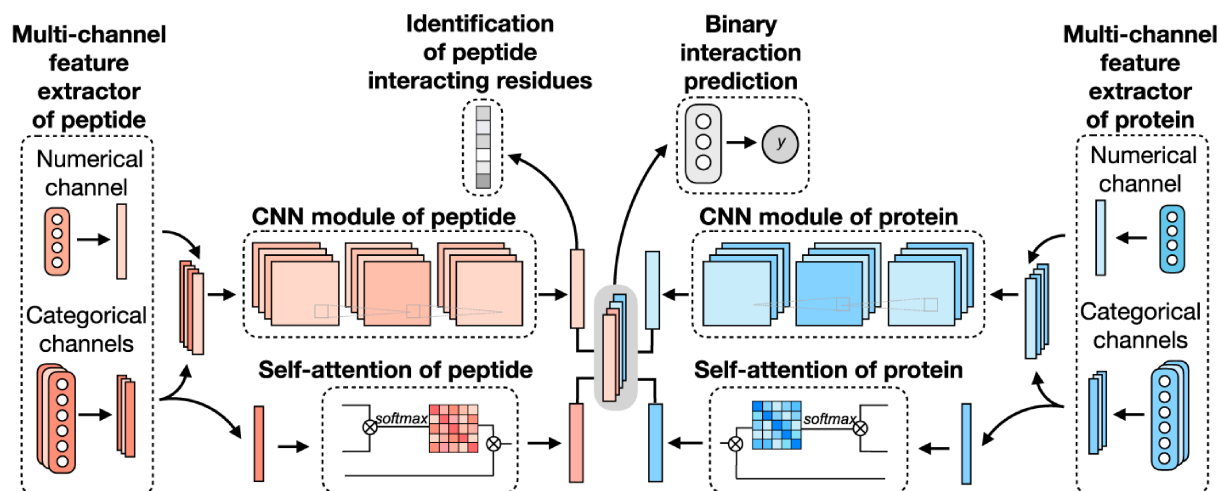 Multi-channel
feature
extractor
of peptide
Numerical
channel
Categorical
channels
Identification
of peptide
interacting residues
Binary
interaction
prediction
y
CNN module of peptide
CNN module of protein
Self-attention of peptide
softmax
Self-attention of protein
softmax
Multi-channel
feature
extractor
of protein
Numerical
channel
Categorical
channels